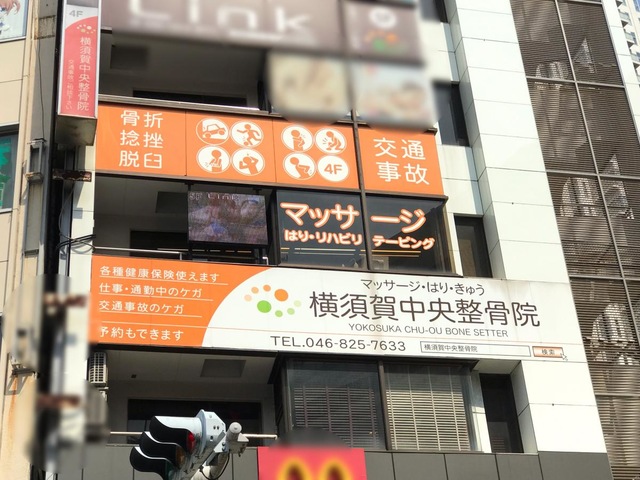 Link
4F
横須賀中央整骨院
骨折
捻挫
脱臼
4F
交通
事故
マッサージ
はり・リハビリ テーピング
各種健康保険使えます
仕事・通勤中のケガ
交通事故のケガ
予約もできます
マッサージ・はり・きゅう
横須賀中央整骨院
YOKOSUKA CHU-OU BONE SETTER
TEL.046-825-7633
横須賀中央整骨院
検索